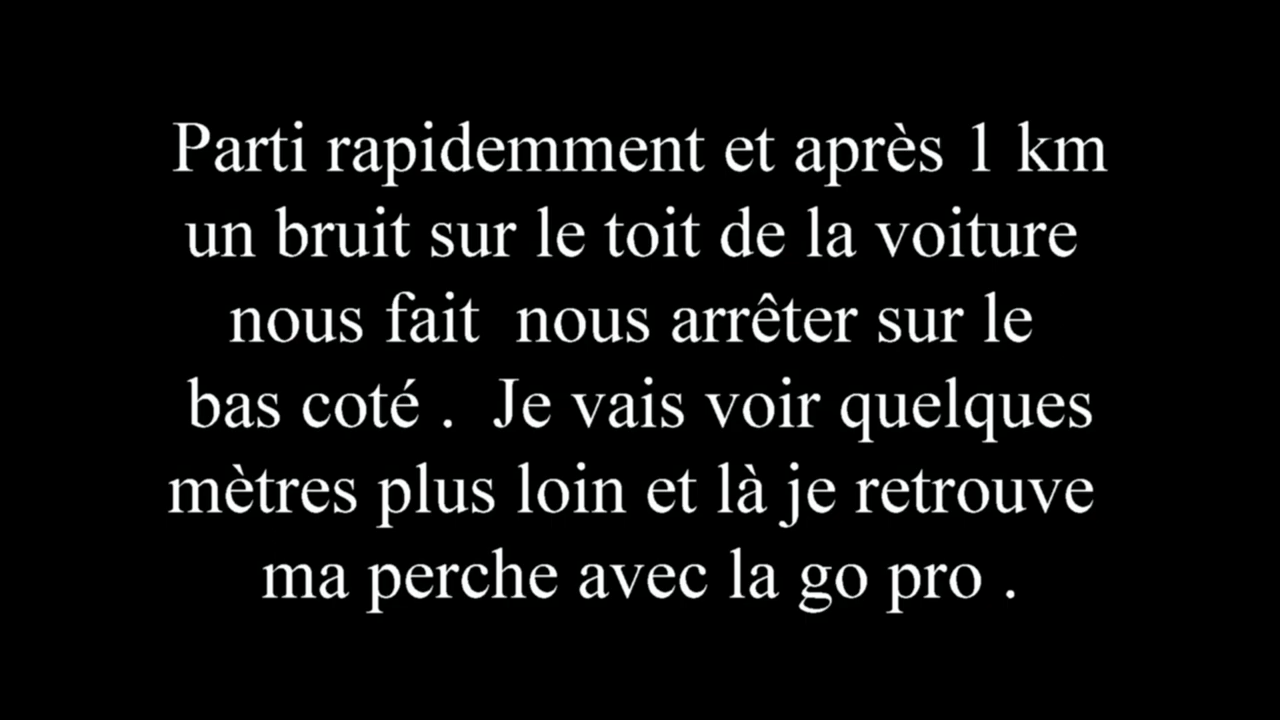 Parti rapidemment et après 1 km
un bruit sur le toit de la voiture
nous fait  nous arrêter sur le
bas coté .  Je vais voir quelques
mètres plus loin et là je retrouve
ma perche avec la go pro .